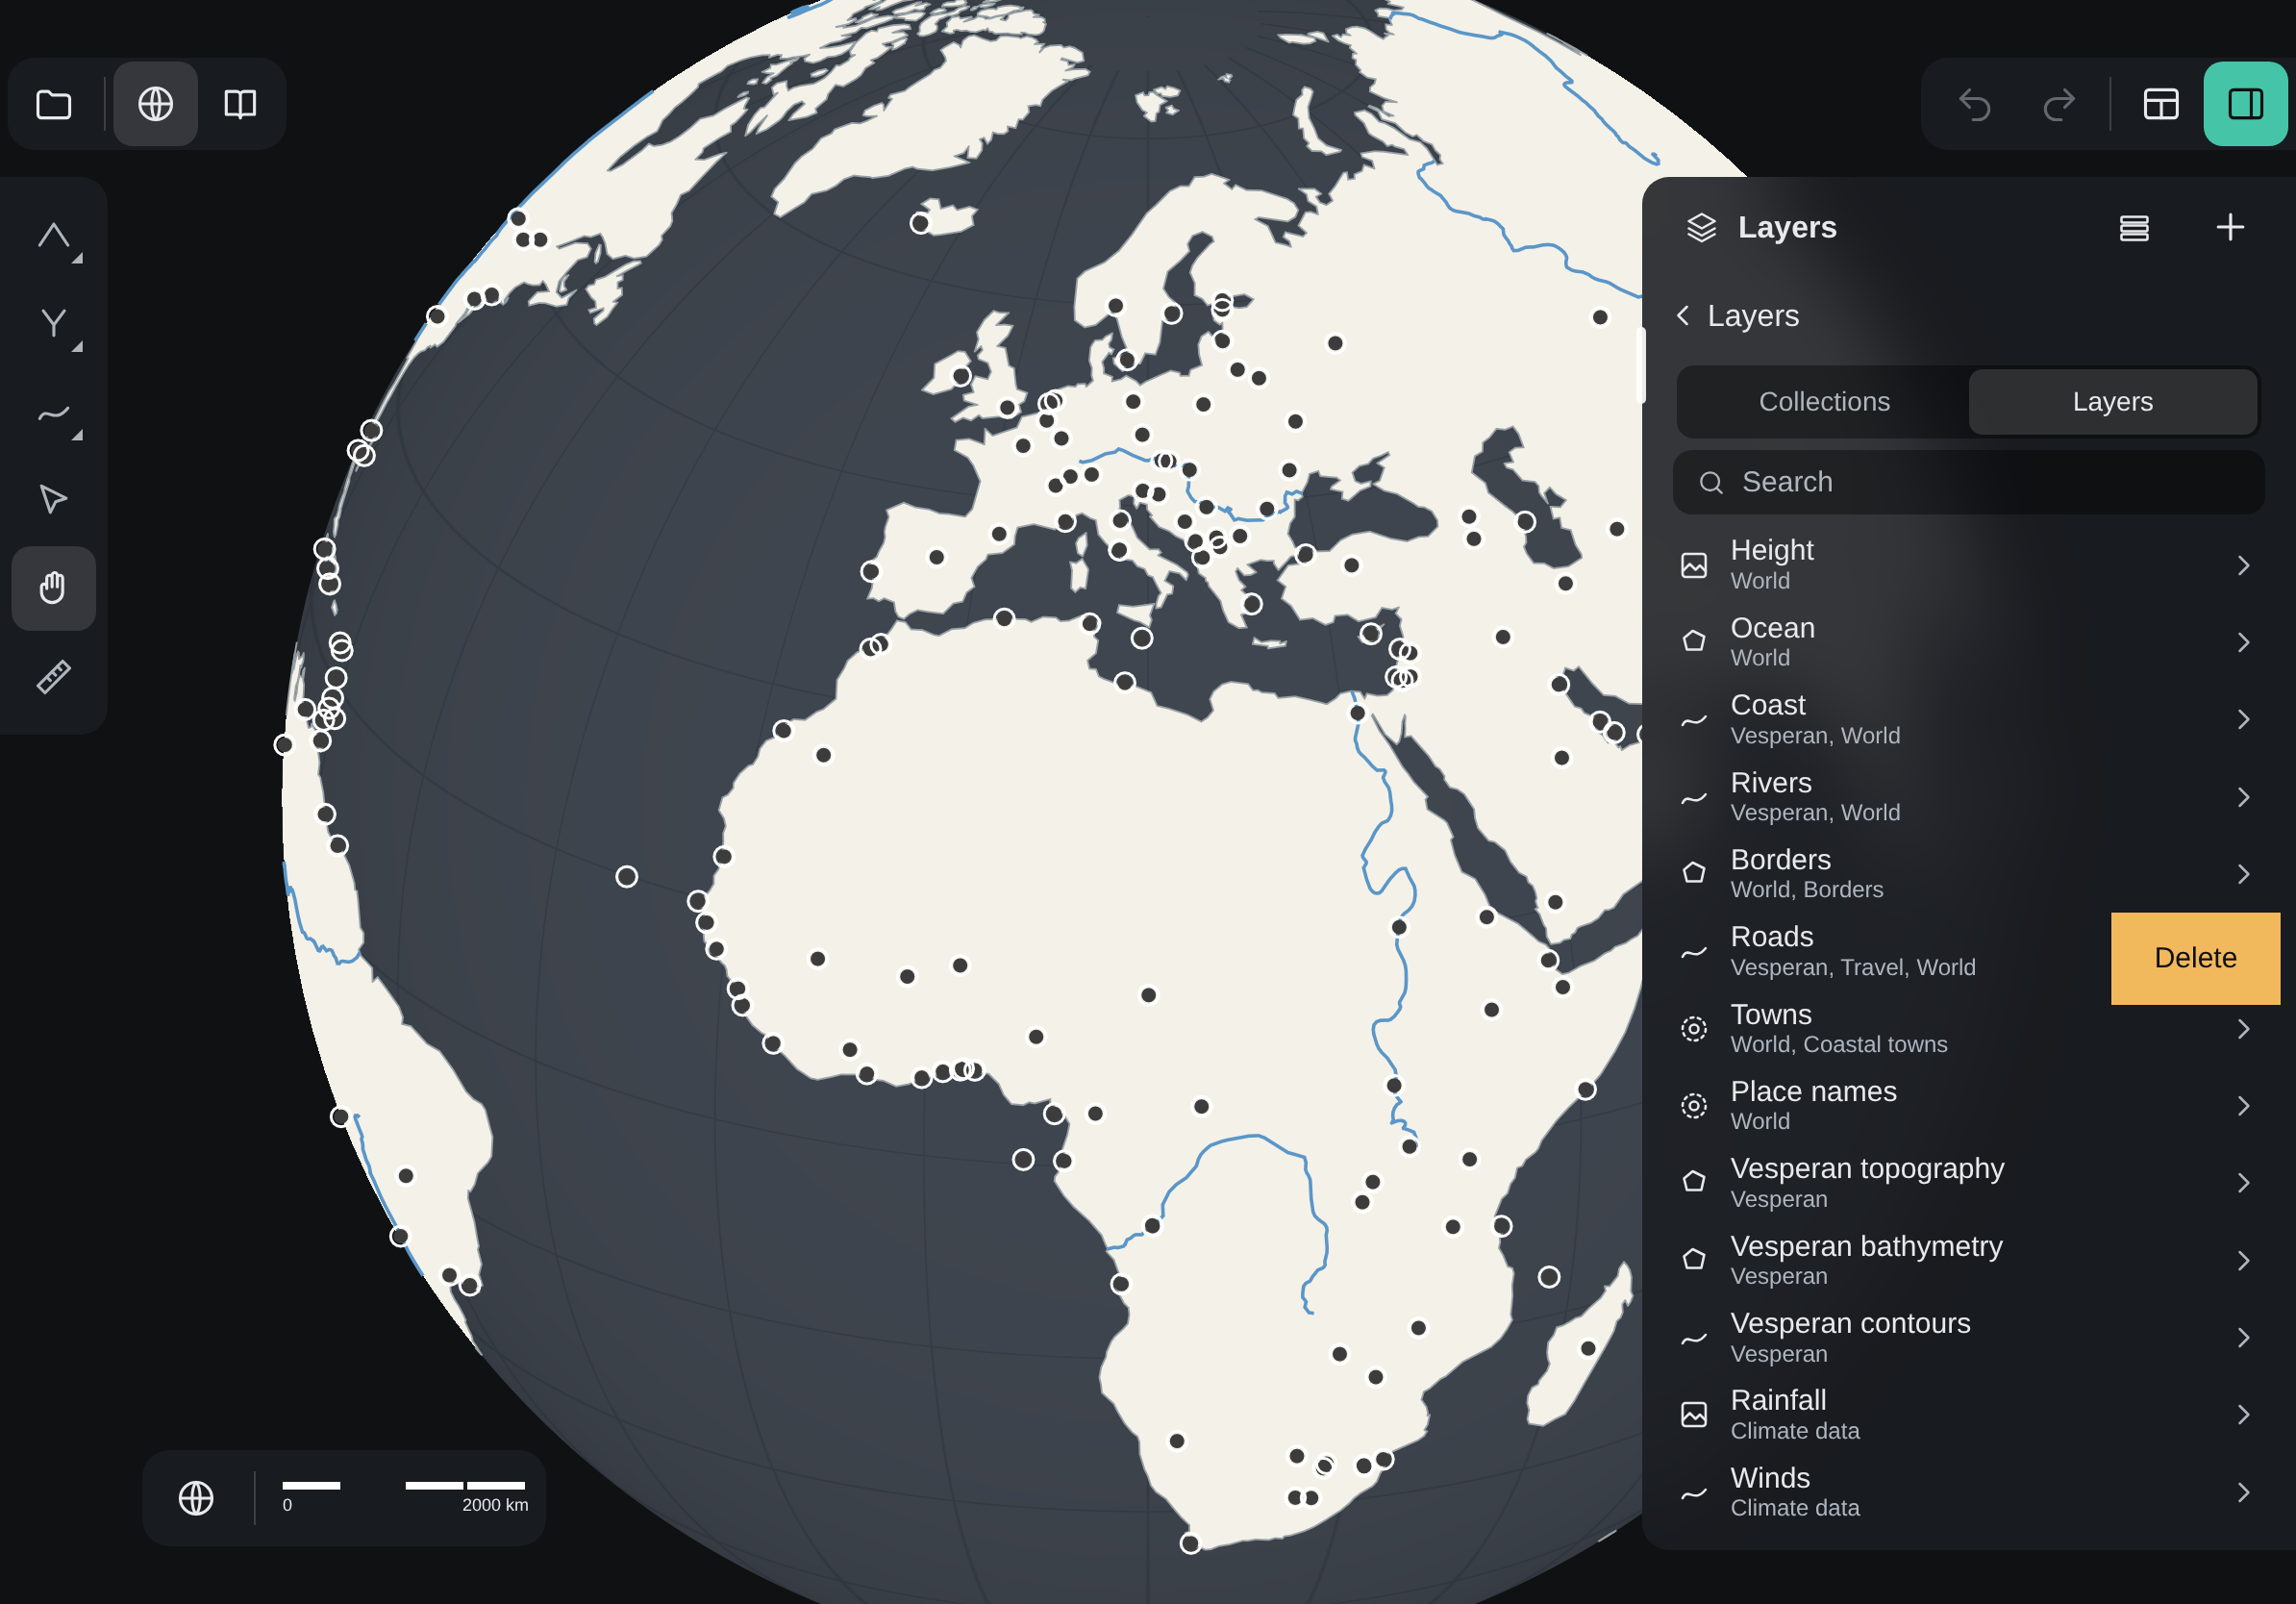 Layers
Layers
Collections
Layers
Search
Height
World
Ocean
World
Coast
Vesperan, World
Rivers
Vesperan, World
Borders
World, Borders
Roads
Vesperan, Travel, World
Delete
Towns
World, Coastal towns
Place names
World
Vesperan topography
Vesperan
Vesperan bathymetry
Vesperan
Vesperan contours
Vesperan
Rainfall
Climate data
Winds
Climate data
0
2000 km